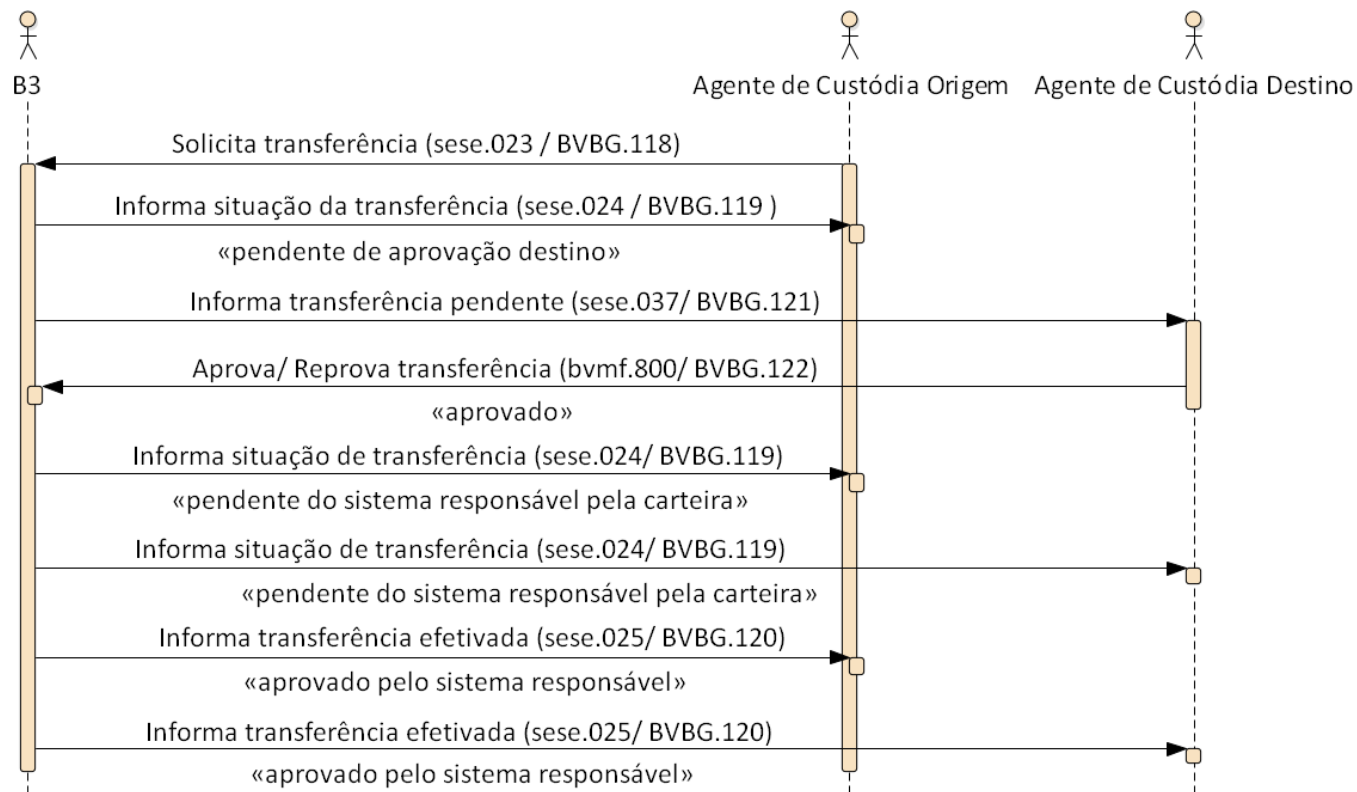 B3
Agente de Custódia Origem
Agente de Custódia Destino
Solicita transferência (sese.023 / BVBG.118)
Informa situação da transferência (sese.024 / BVBG.119 )
«pendente de aprovação destino»
Informa transferência pendente (sese.037/ BVBG.121)
Aprova/ Reprova transferência (bvmf.800/ BVBG.122)
«aprovado»
Informa situação de transferência (sese.024/ BVBG.119)
«pendente do sistema responsável pela carteira»
Informa situação de transferência (sese.024/ BVBG.119)
«pendente do sistema responsável pela carteira»
Informa transferência efetivada (sese.025/ BVBG.120)
«aprovado pelo sistema responsável»
Informa transferência efetivada (sese.025/ BVBG.120)
«aprovado pelo sistema responsável»